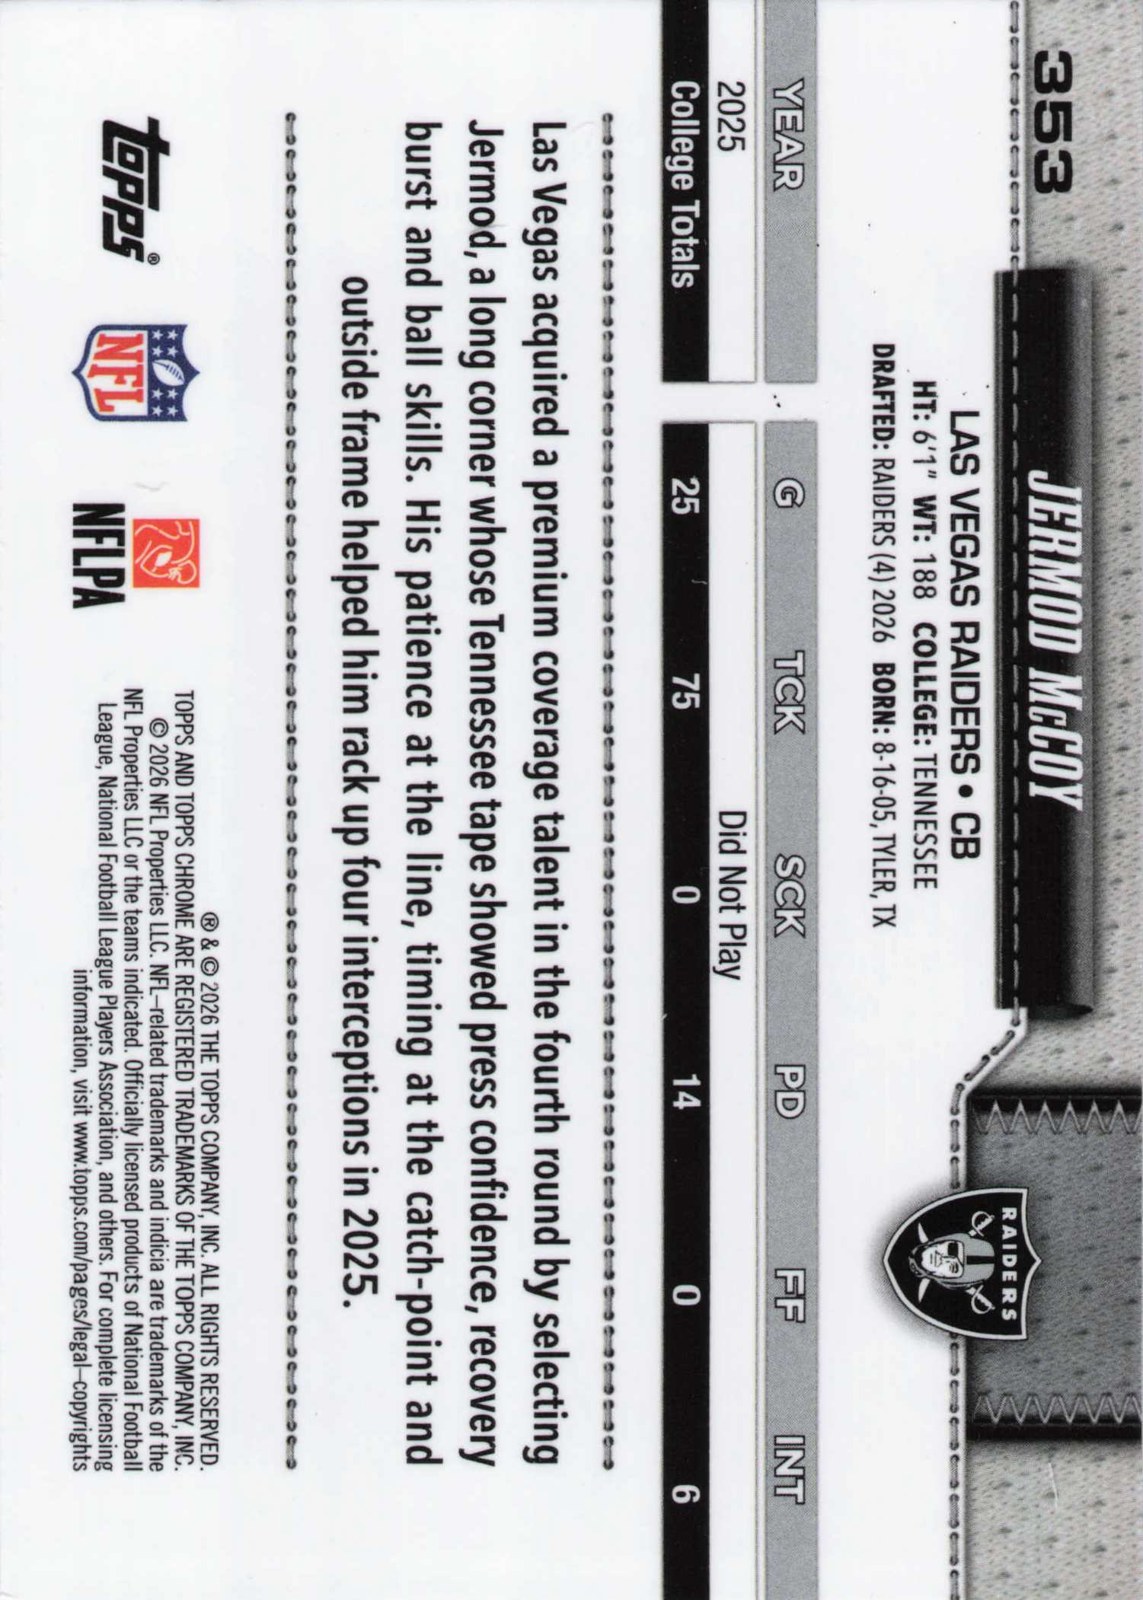 353
JERMOD McCOY
LAS VEGAS RAIDERS • CB
HT: 6'1" WT: 188 COLLEGE: TENNESSEE
DRAFTED: RAIDERS (4) 2026 BORN: 8-16-05, TYLER, TX
RAIDERS
YEAR G TCK SCK PD FF INT
2025 Did Not Play
College Totals 25 75 0 14 0 6
Las Vegas acquired a premium coverage talent in the fourth round by selecting
Jermod, a long corner whose Tennessee tape showed press confidence, recovery
burst and ball skills. His patience at the line, timing at the catch-point and
outside frame helped him rack up four interceptions in 2025.
topps®
NFL
NFLPA
® & © 2026 THE TOPPS COMPANY, INC. ALL RIGHTS RESERVED.
TOPPS AND TOPPS CHROME ARE REGISTERED TRADEMARKS OF THE TOPPS COMPANY, INC.
© 2026 NFL Properties LLC. NFL-related trademarks and indicia are trademarks of the
NFL Properties LLC or the teams indicated. Officially licensed products of National Football
League, National Football League Players Association, and others. For complete licensing
information, visit www.topps.com/pages/legal-copyrights